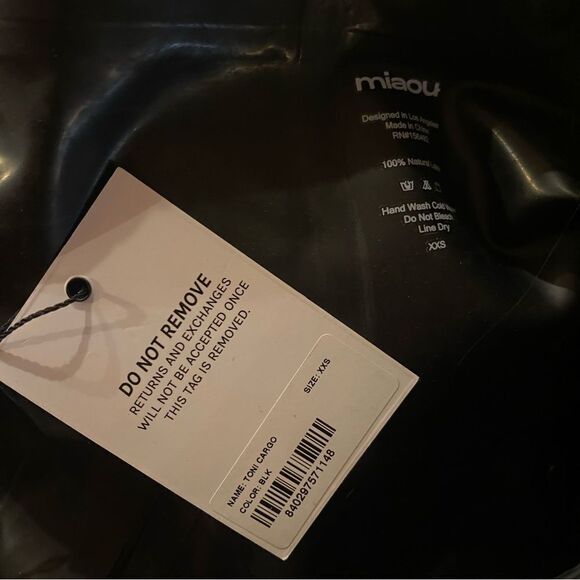 miaou
Designed in Los Angeles
Made in China
100% Natural
Hand Wash Cold
Do Not Bleach
Line Dry
XXS
DO NOT REMOVE
RETURNS AND EXCHANGES
WILL NOT BE ACCEPTED ONCE
THIS TAG IS REMOVED.
NAME: TONI CARGO
SIZE: XXS
COLOR: BLK
840297571148